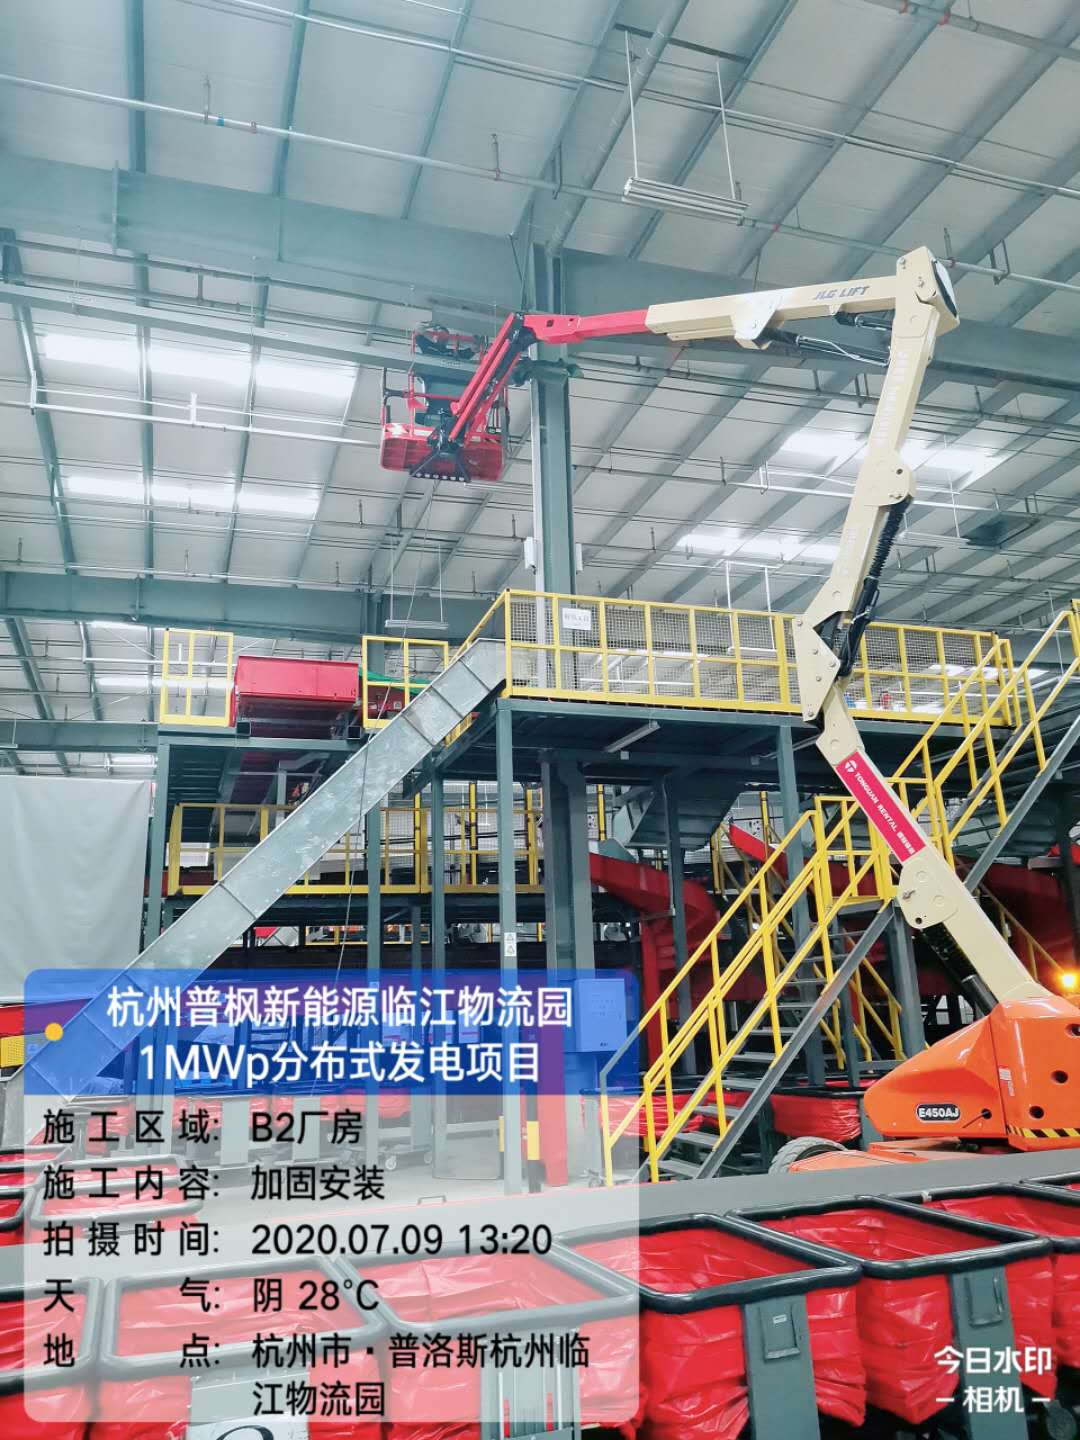 JLG LIFT
TONGGUAN RENTAL
E450AJ
杭州普枫新能源临江物流园
1MWp分布式发电项目
施工区域: B2厂房
施工内容: 加固安装
拍摄时间: 2020.07.09 13:20
天气: 阴 28°C
地点: 杭州市·普洛斯杭州临
江物流园
今日水印
相机